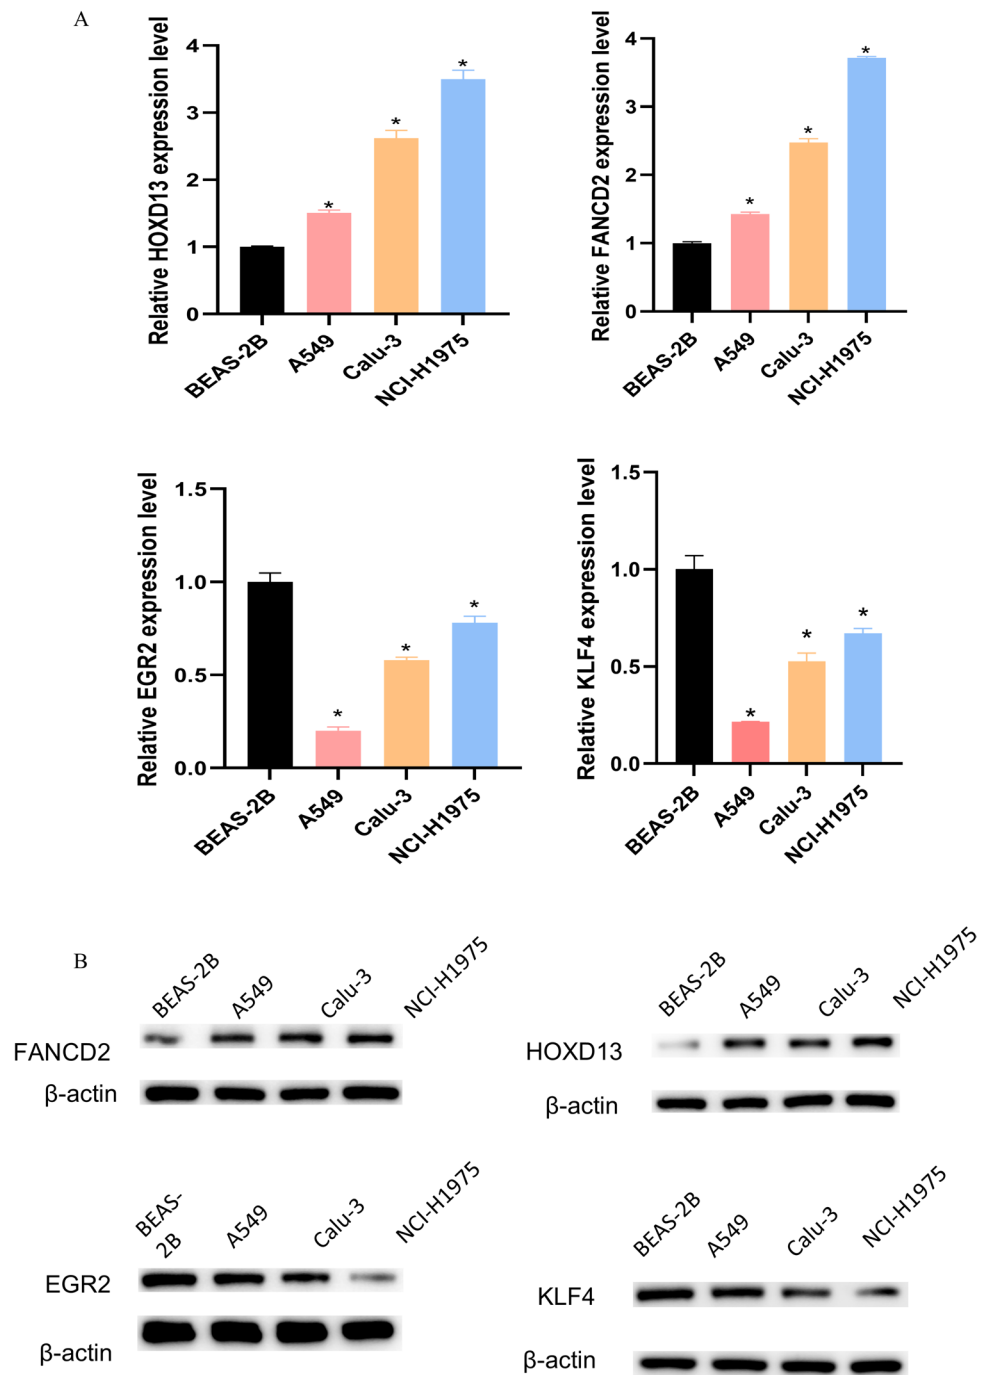 A
Relative HOXD13 expression level
4
3
2
1
0
*
*
*
BEAS-2B
A549
Calu-3
NCI-H1975
Relative FANCD2 expression level
4
3
2
1
0
*
*
*
BEAS-2B
A549
Calu-3
NCI-H1975
Relative EGR2 expression level
1.5
1.0
0.5
0.0
*
*
*
BEAS-2B
A549
Calu-3
NCI-H1975
Relative KLF4 expression level
1.5
1.0
0.5
0.0
*
*
*
BEAS-2B
A549
Calu-3
NCI-H1975
B
BEAS-2B
A549
Calu-3
NCI-H1975
FANCD2
β-actin
BEAS-2B
A549
Calu-3
NCI-H1975
HOXD13
β-actin
BEAS-
2B
A549
Calu-3
NCI-H1975
EGR2
β-actin
BEAS-2B
A549
Calu-3
NCI-H1975
KLF4
β-actin